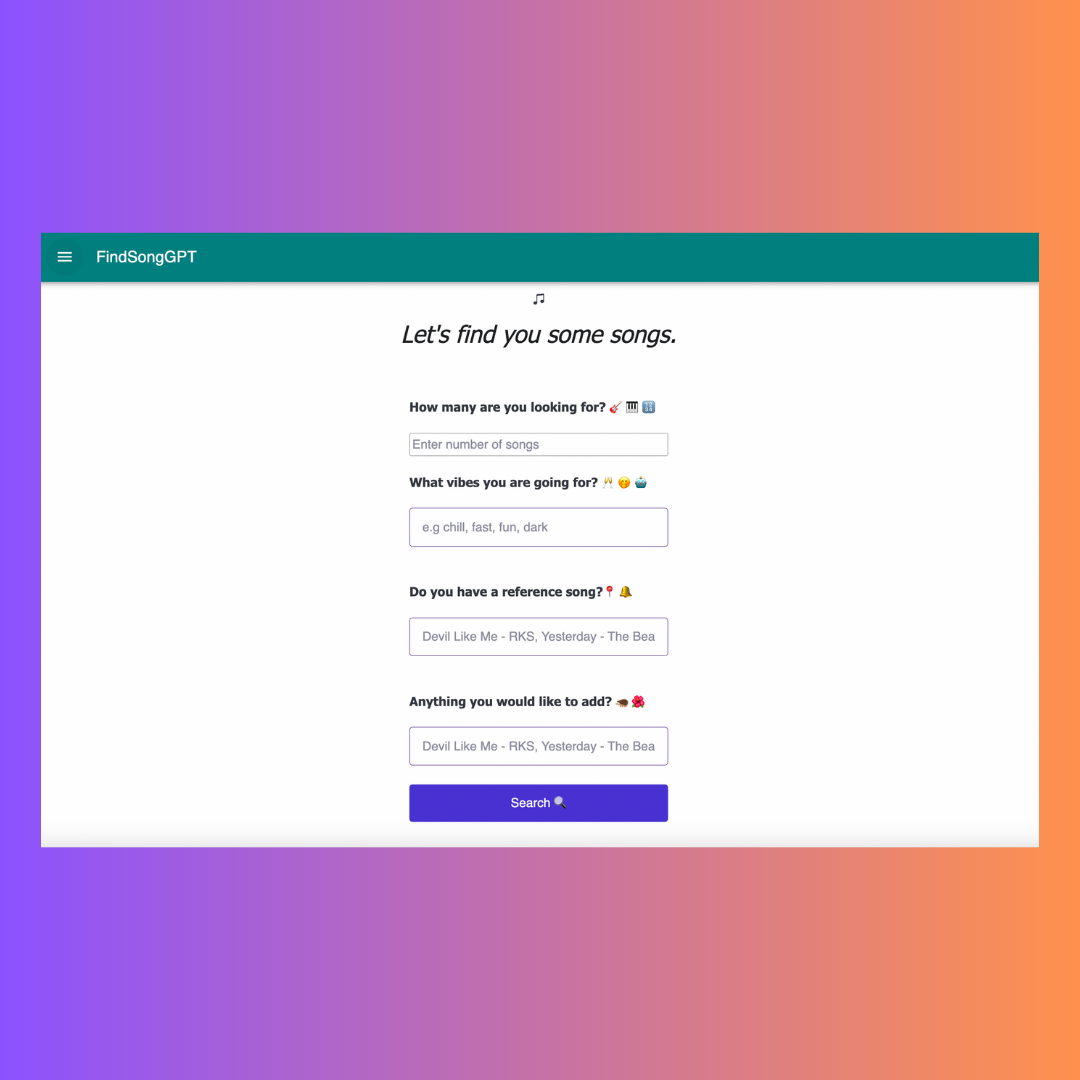 FindSongGPT
Let's find you some songs.
How many are you looking for? 🎸 🎹 🔢
Enter number of songs
What vibes you are going for? 🥂 🤭 🤖
e.g chill, fast, fun, dark
Do you have a reference song?📍 🔔
Devil Like Me - RKS, Yesterday - The Bea
Anything you would like to add? 🪲 🌺
Devil Like Me - RKS, Yesterday - The Bea
Search 🔍